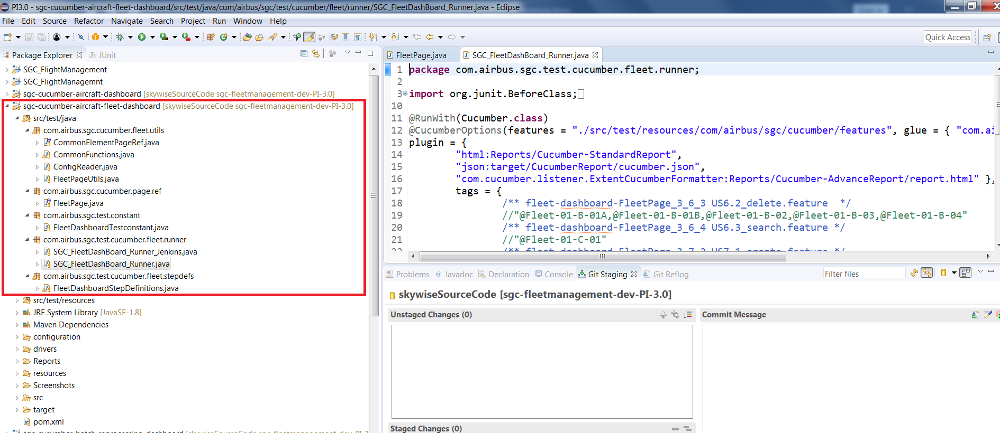 PI3.0 - sgc-cucumber-aircraft-fleet-dashboard/src/test/java/com/airbus/sgc/test/cucumber/fleet/runner/SGC_FleetDashBoard_Runner.java - Eclipse
File Edit Source Refactor Navigate Search Project Run Window Help
Quick Access
Package Explorer JUnit
SGC_FlightManagement
SGC_FlightManagemnt
sgc-cucumber-aircraft-dashboard [skywiseSourceCode sgc-fleetmanagement-dev-PI-3.0]
sgc-cucumber-aircraft-fleet-dashboard [skywiseSourceCode sgc-fleetmanagement-dev-PI-3.0]
src/test/java
com.airbus.sgc.cucumber.fleet.utils
CommonElementPageRef.java
CommonFunctions.java
ConfigReader.java
FleetPageUtils.java
com.airbus.sgc.cucumber.page.ref
FleetPage.java
com.airbus.sgc.test.constant
FleetDashboardTestconstant.java
com.airbus.sgc.test.cucumber.fleet.runner
SGC_FleetDashBoard_Runner_Jenkins.java
SGC_FleetDashBoard_Runner.java
com.airbus.sgc.test.cucumber.fleet.stepdefs
FleetDashboardStepDefinitions.java
src/test/resources
JRE System Library [JavaSE-1.8]
Maven Dependencies
configuration
drivers
Reports
resources
Screenshots
src
target
pom.xml
FleetPage.java SGC_FleetDashBoard_Runner.java
1 package com.airbus.sgc.test.cucumber.fleet.runner;
2
3 import org.junit.BeforeClass;
10
11 @RunWith(Cucumber.class)
12 @CucumberOptions(features = "./src/test/resources/com/airbus/sgc/cucumber/features", glue = { "com.ai
13 plugin = {
14 "html:Reports/Cucumber-StandardReport",
15 "json:target/CucumberReport/cucumber.json",
16 "com.cucumber.listener.ExtentCucumberFormatter:Reports/Cucumber-AdvanceReport/report.html" },
17 tags = {
18 /** fleet-dashboard-FleetPage_3_6_3 US6.2_delete.feature */
19 //"@Fleet-01-B-01A,@Fleet-01-B-01B,@Fleet-01-B-02,@Fleet-01-B-03,@Fleet-01-B-04"
20 /** fleet-dashboard-FleetPage_3_6_4 US6.3_search.feature */
21 //"@Fleet-01-C-01"
Problems Javadoc Declaration Console Git Staging Git Reflog
Filter files
skywiseSourceCode [sgc-fleetmanagement-dev-PI-3.0]
Unstaged Changes (0)
Commit Message
Staged Changes (0)